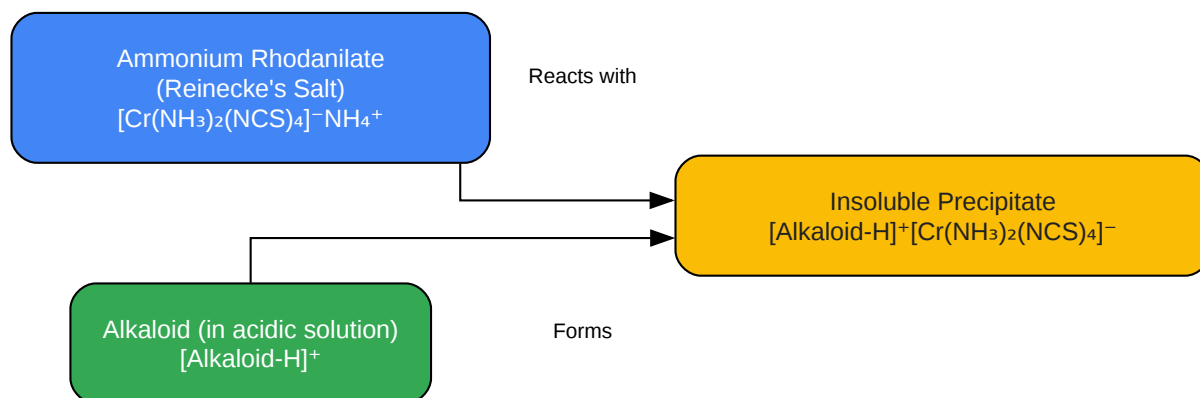 Ammonium Rhodanilate
(Reinecke's Salt)
[Cr(NH₃)₂(NCS)₄]⁻NH₄⁺
Reacts with
Insoluble Precipitate
[Alkaloid-H]⁺[Cr(NH₃)₂(NCS)₄]⁻
Alkaloid (in acidic solution)
[Alkaloid-H]⁺
Forms